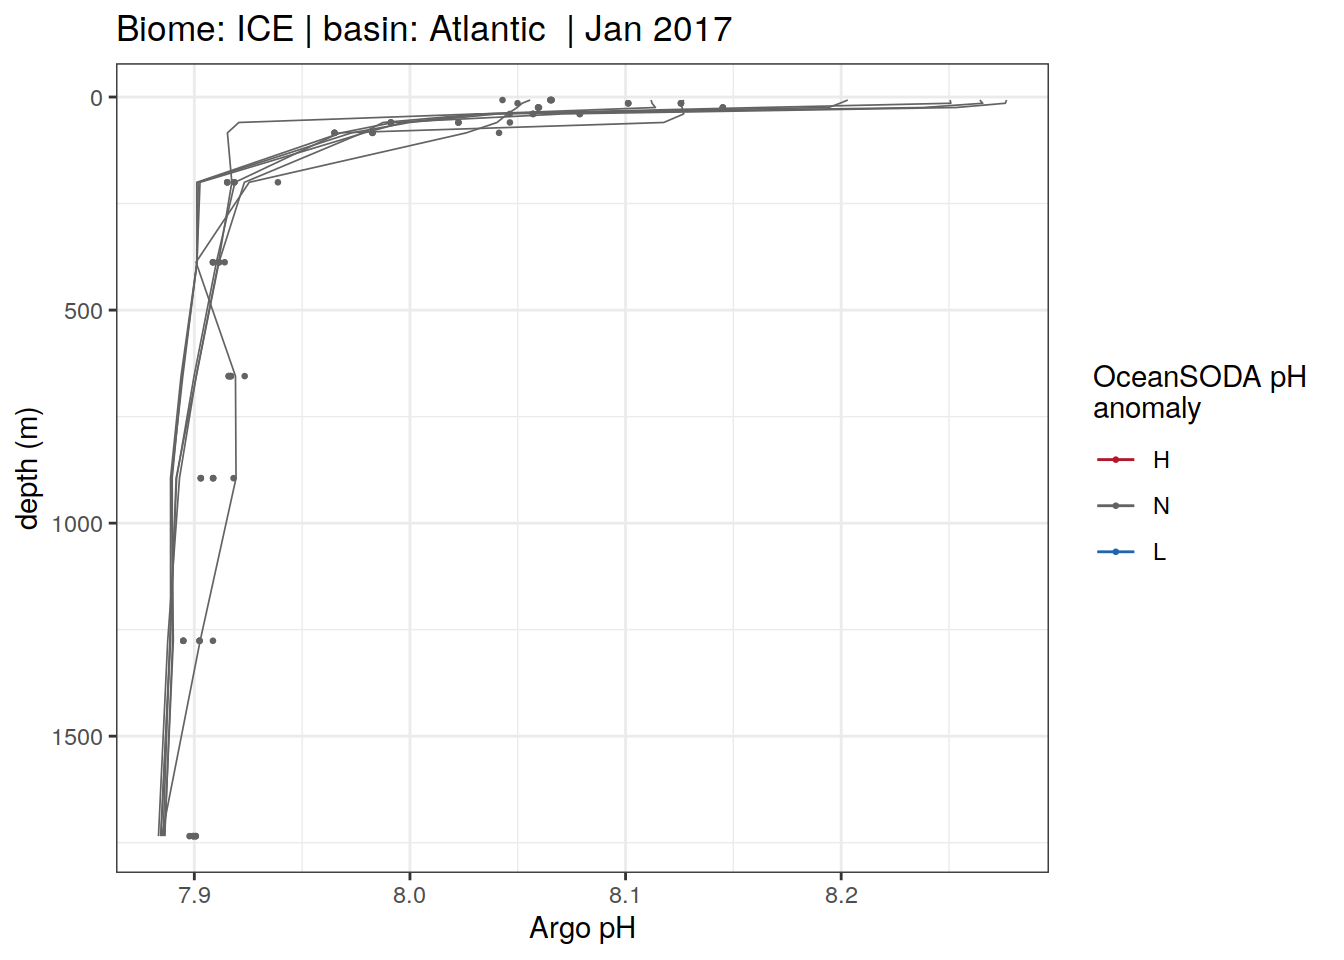 Biome: ICE | basin: Atlantic  | Jan 2017
0
500
1000
1500
depth (m)
7.9
8.0
8.1
8.2
Argo pH
OceanSODA pH
anomaly
H
N
L